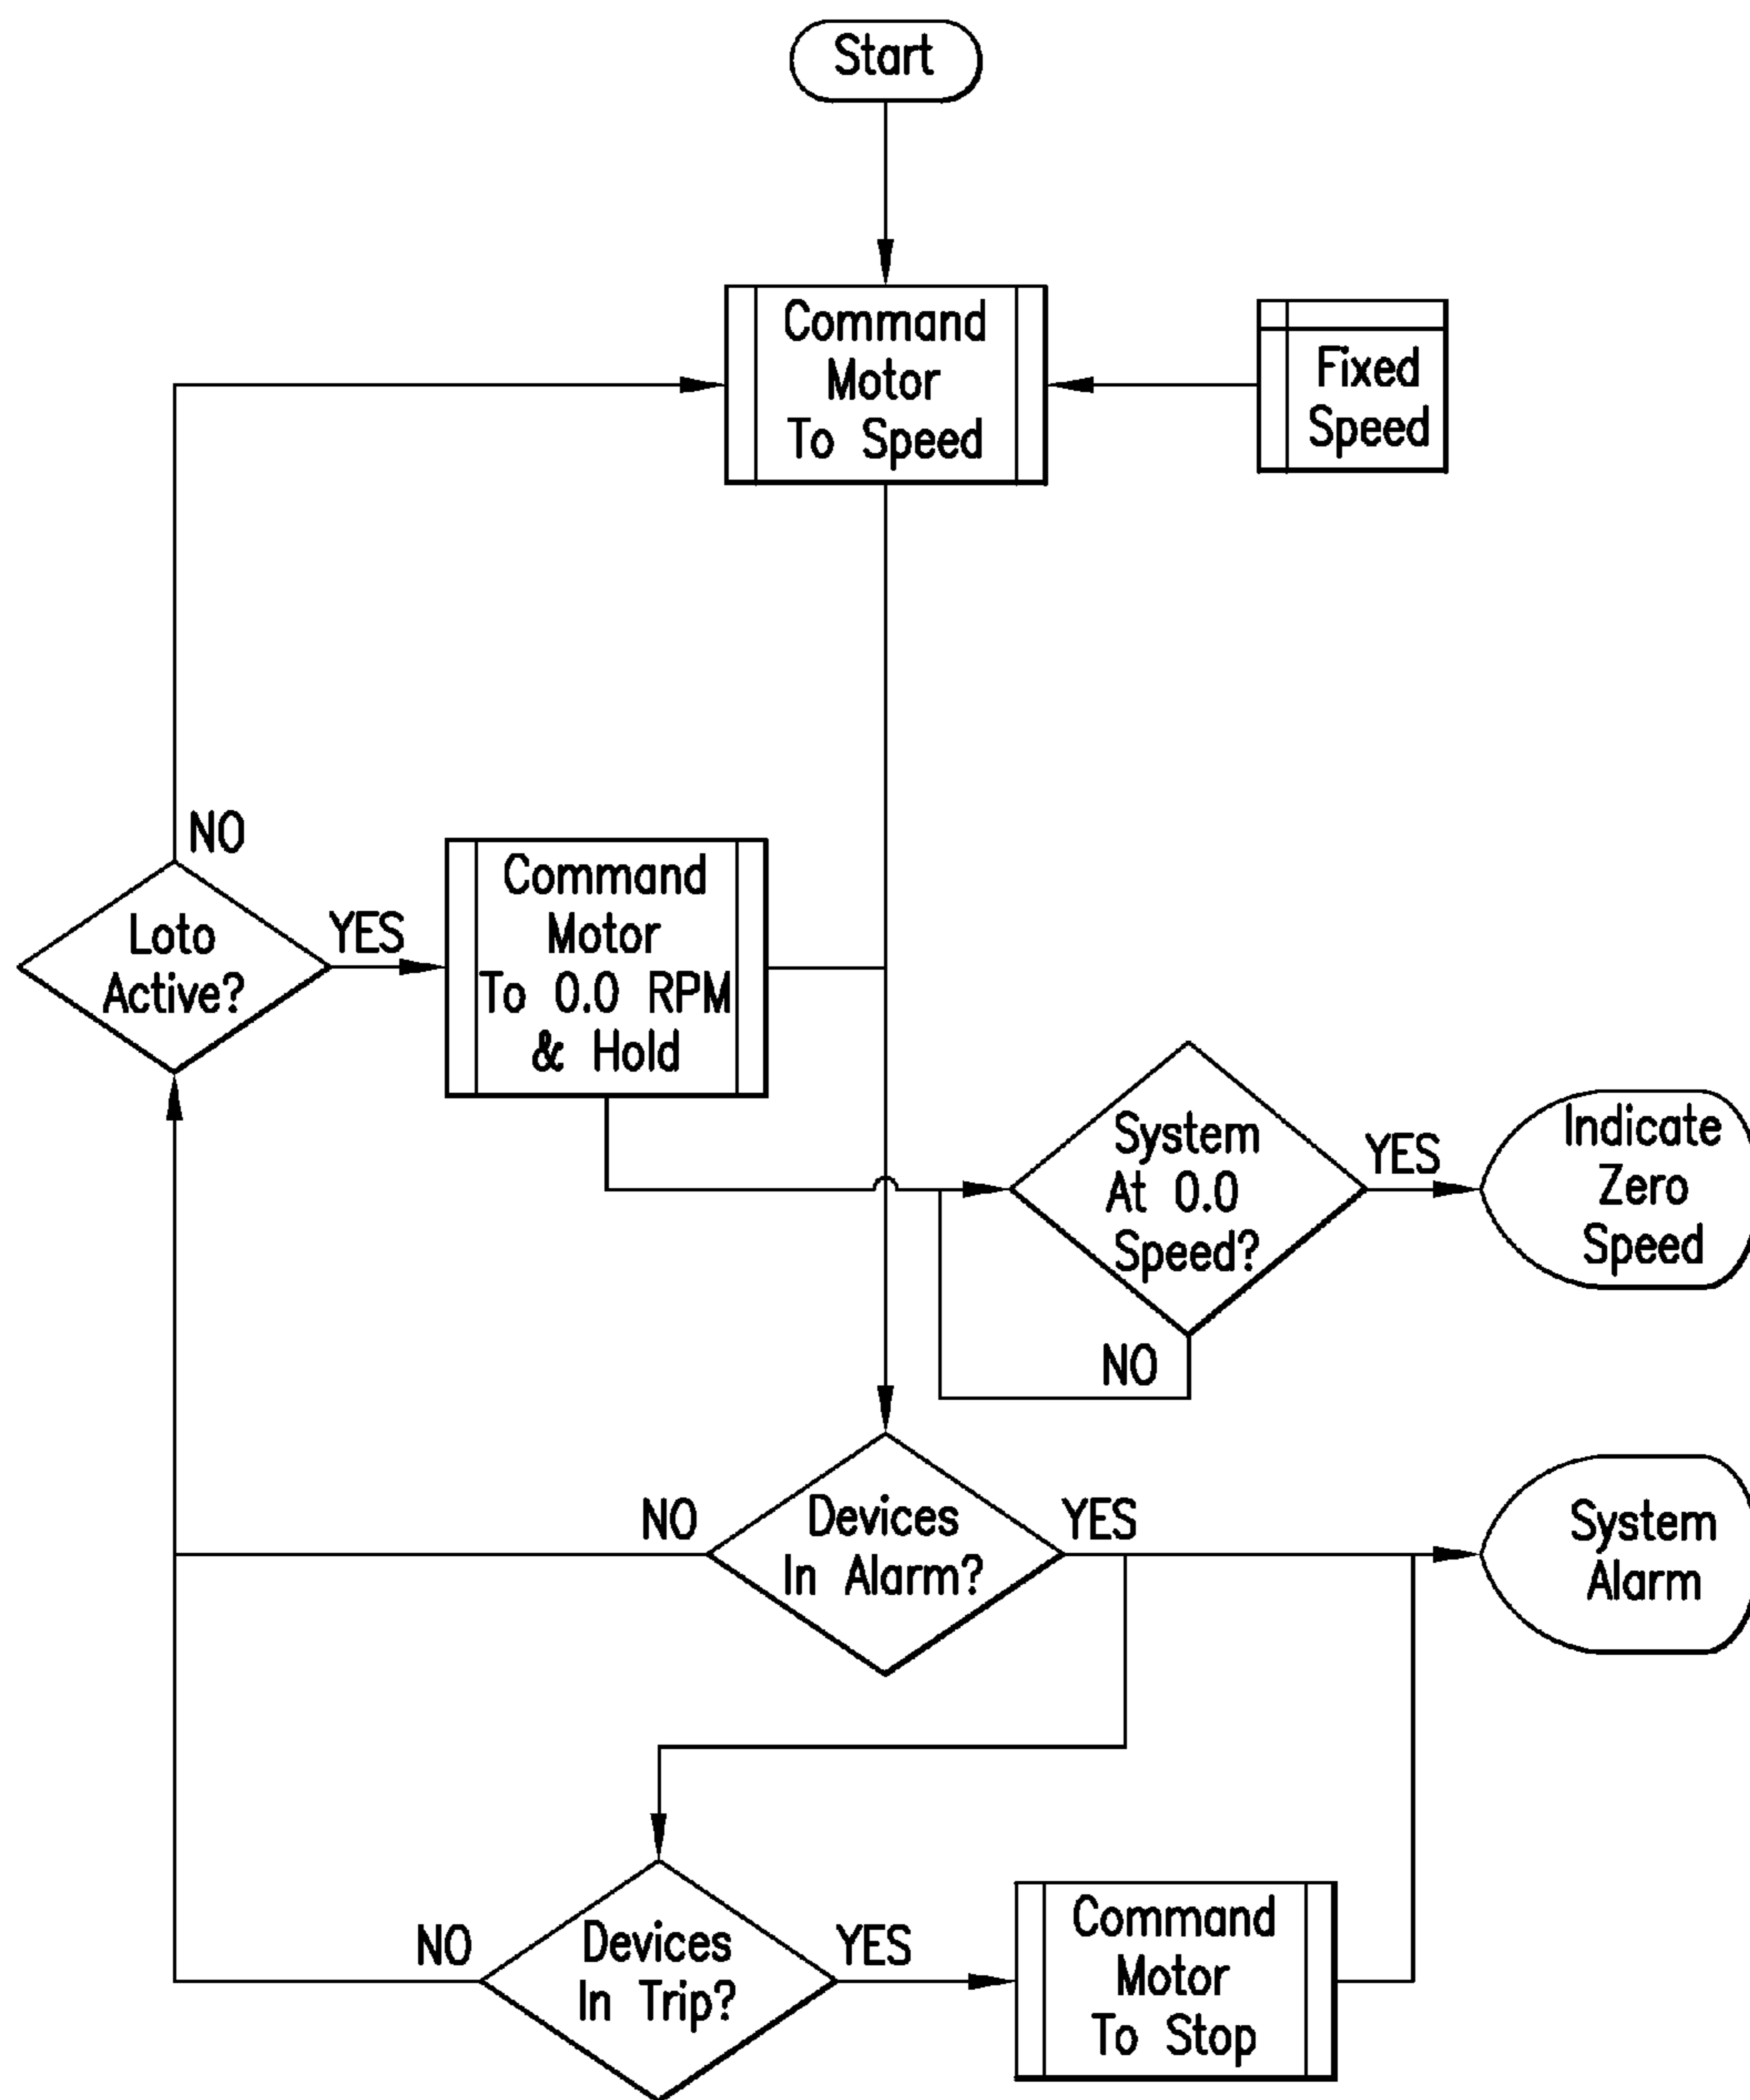 Start
Command
Motor
To Speed
Fixed
Speed
NO
Loto
Active?
YES
Command
Motor
To 0.0 RPM
& Hold
System
At 0.0
Speed?
YES
Indicate
Zero
Speed
NO
NO
Devices
In Alarm?
YES
System
Alarm
NO
Devices
In Trip?
YES
Command
Motor
To Stop